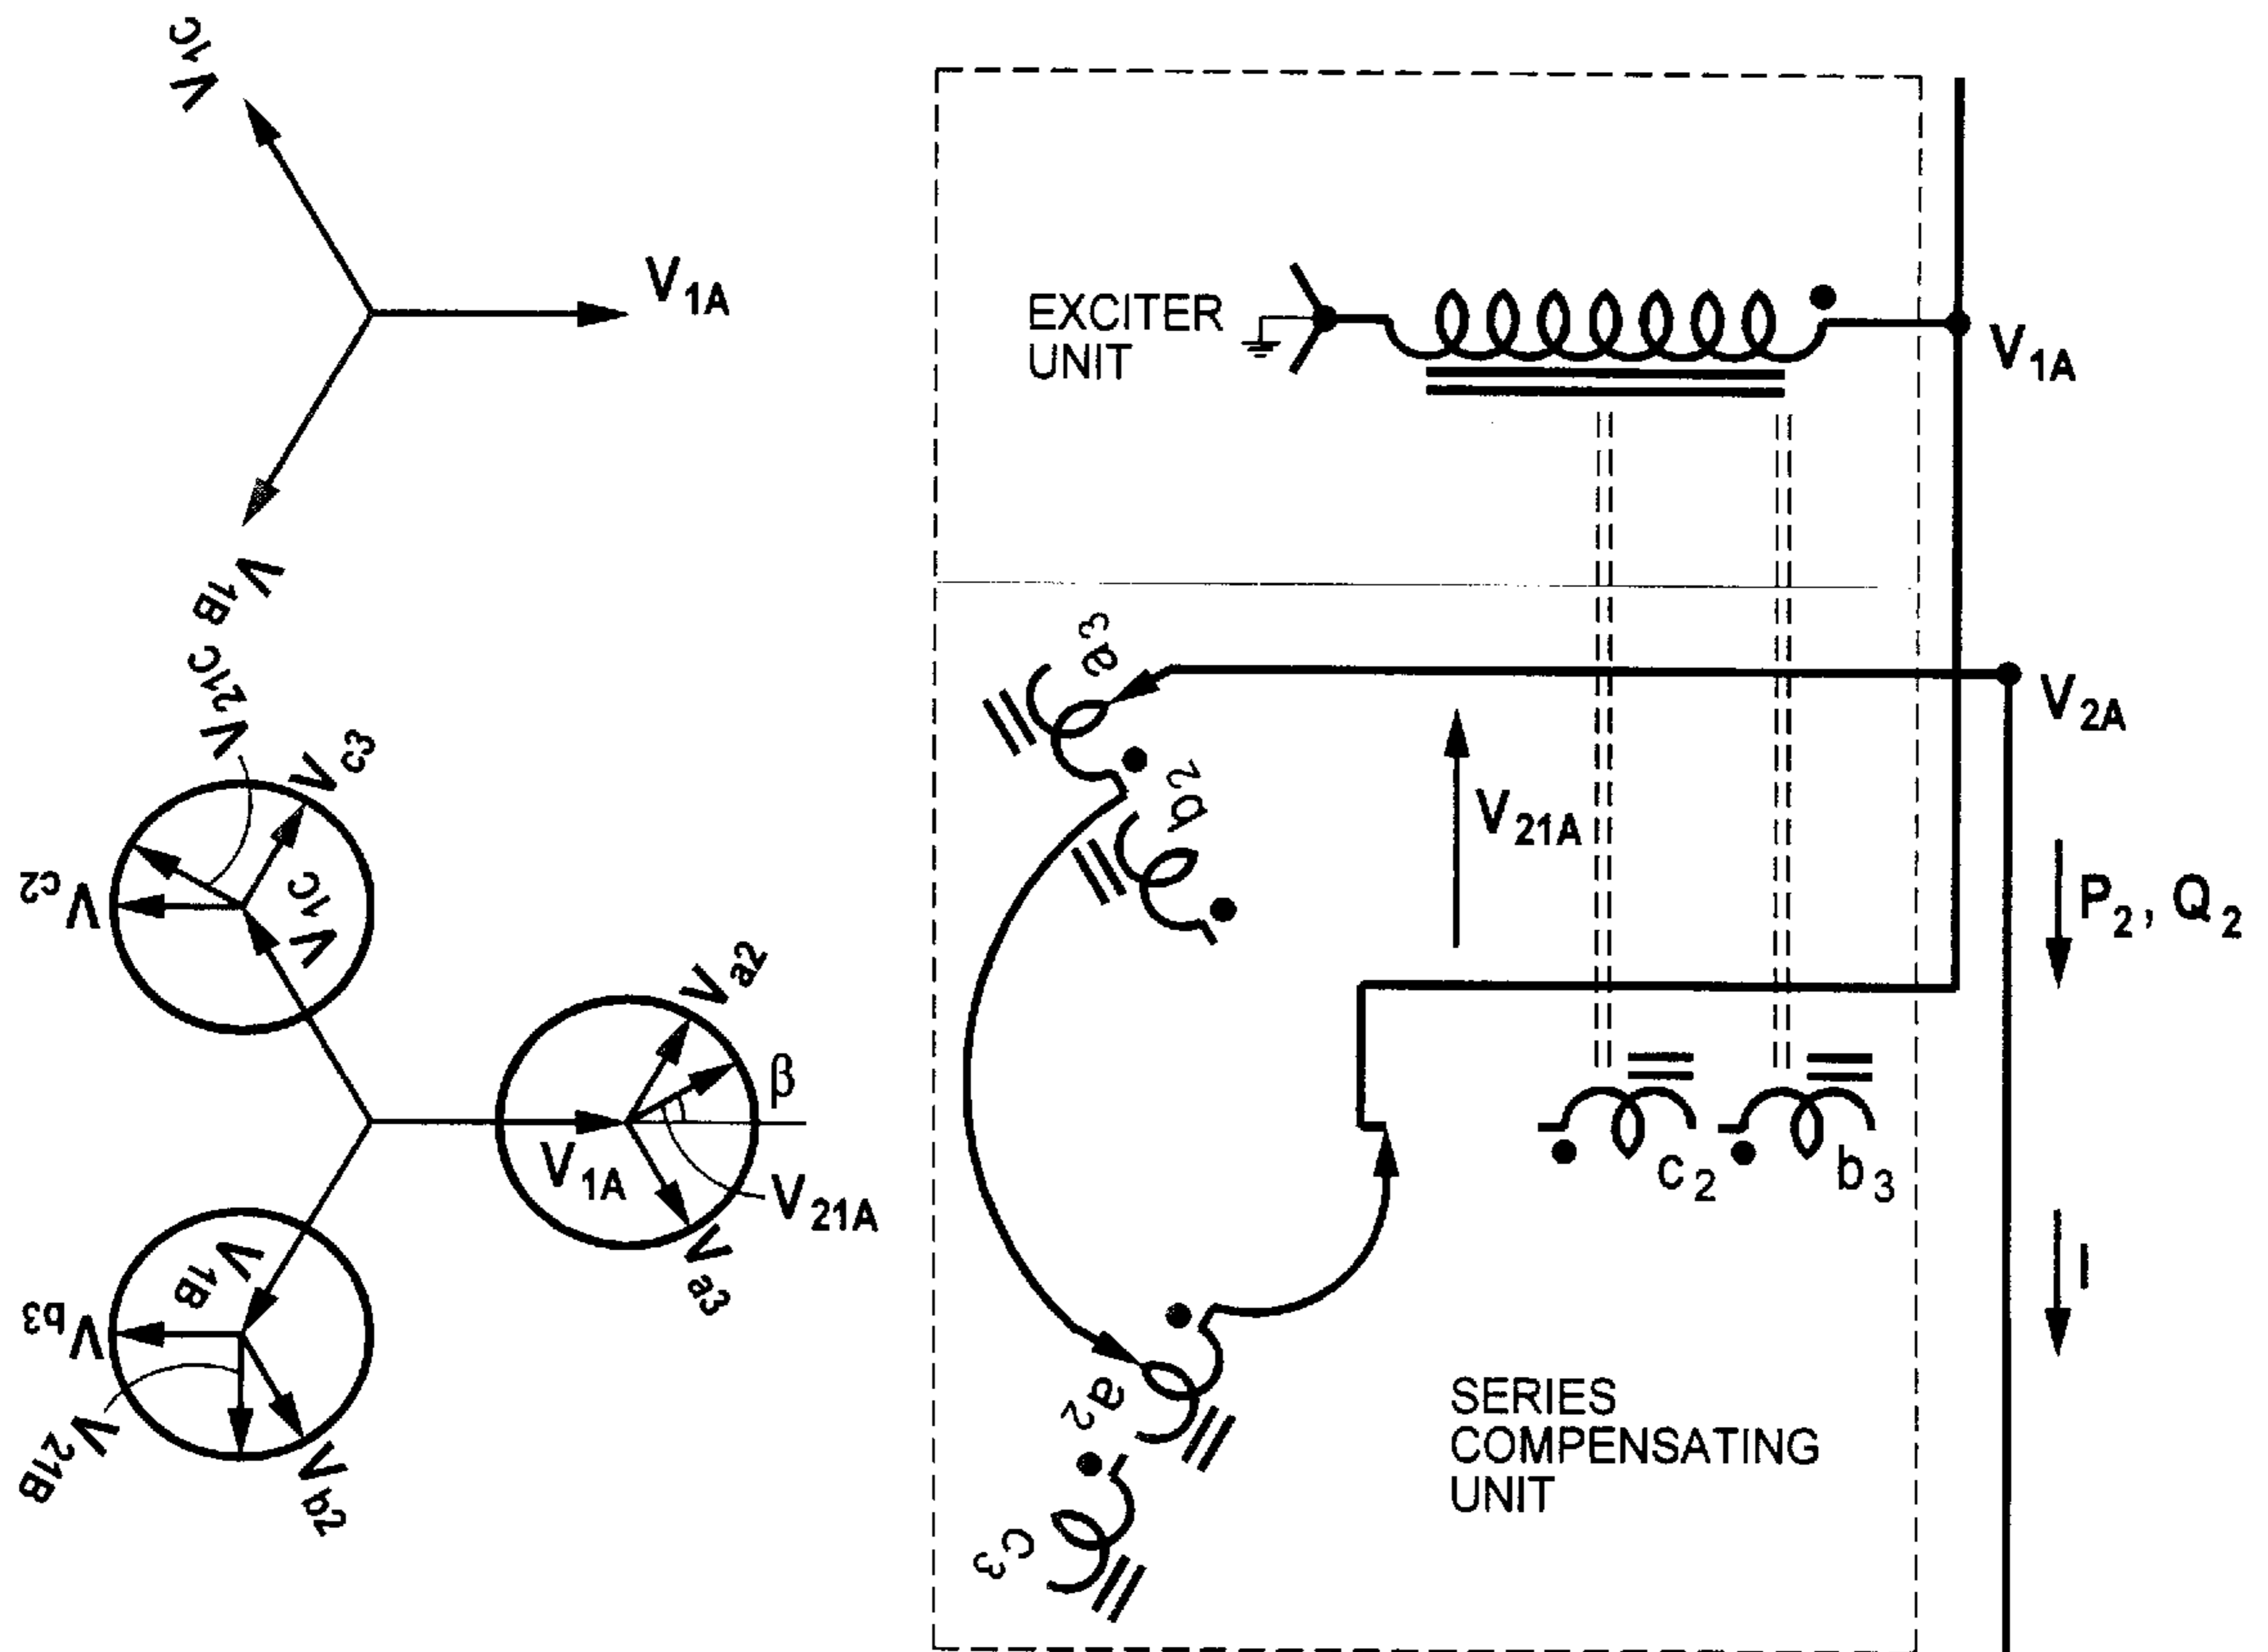 V1C
V1A
V1B
V21C
Vc3
Vc2
V1C
Va2
β
V1A
V21A
Va3
V1B
Vb3
V21B
Vb2
EXCITER
UNIT
V1A
a3
b2
V2A
V21A
P2, Q2
c2
b3
I
a2
c3
SERIES
COMPENSATING
UNIT